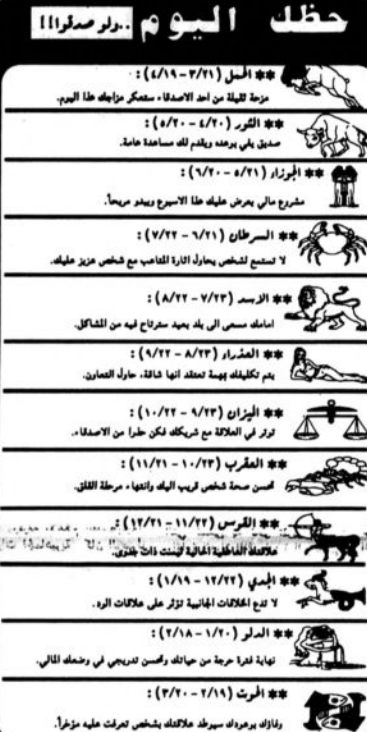 حظك اليوم ..ولو صدقوا!!
** الحمل (٣/٢١ - ٤/١٩) :
مزحة ثقيلة من احد الاصدقاء ستعكر مزاجك هذا اليوم.
** الثور (٤/٢٠ - ٥/٢٠) :
صديق يفي بوعده ويقدم لك مساعدة هامة.
** الجوزاء (٥/٢١ - ٦/٢٠) :
مشروع مالي يعرض عليك هذا الاسبوع ويبدو مربحاً.
** السرطان (٦/٢١ - ٧/٢٢) :
لا تستمع لشخص يحاول اثارة المتاعب مع شخص عزيز عليك.
** الاسد (٧/٢٣ - ٨/٢٢) :
امامك مسعى الى بلد بعيد سترتاح فيه من المشاكل.
** العذراء (٨/٢٣ - ٩/٢٢) :
يتم تكليفك بمهمة تعتقد انها شاقة، حاول التعاون.
** الميزان (٩/٢٣ - ١٠/٢٢) :
توتر في العلاقة مع شريكك فكن حذرا من الاصدقاء.
** العقرب (١٠/٢٣ - ١١/٢١) :
تحسن صحة شخص قريب اليك وانتهاء مرحلة القلق.
** القوس (١١/٢٢ - ١٢/٢١) :
علاقتك العاطفية الحالية ليست ذات جدوى.
** الجدي (١٢/٢٢ - ١/١٩) :
لا تدع الخلافات الجانبية تؤثر على علاقات الود.
** الدلو (١/٢٠ - ٢/١٨) :
نهاية فترة حرجة من حياتك وتحسن تدريجي في وضعك المالي.
** الحوت (٢/١٩ - ٣/٢٠) :
وفاؤك بوعودك سيوطد علاقتك بشخص تعرفت عليه مؤخراً.